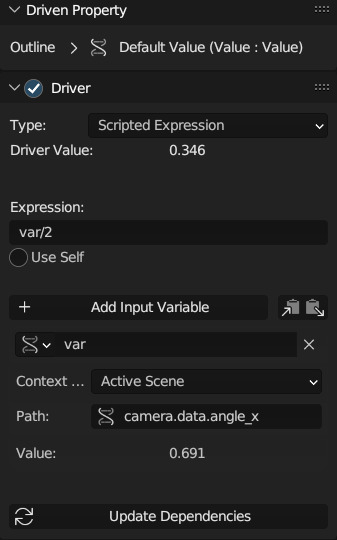 Driven Property
Outline > Default Value (Value : Value)
Driver
Type: Scripted Expression
Driver Value: 0.346
Expression:
var/2
Use Self
+ Add Input Variable
var
Context ... Active Scene
Path: camera.data.angle_x
Value: 0.691
Update Dependencies